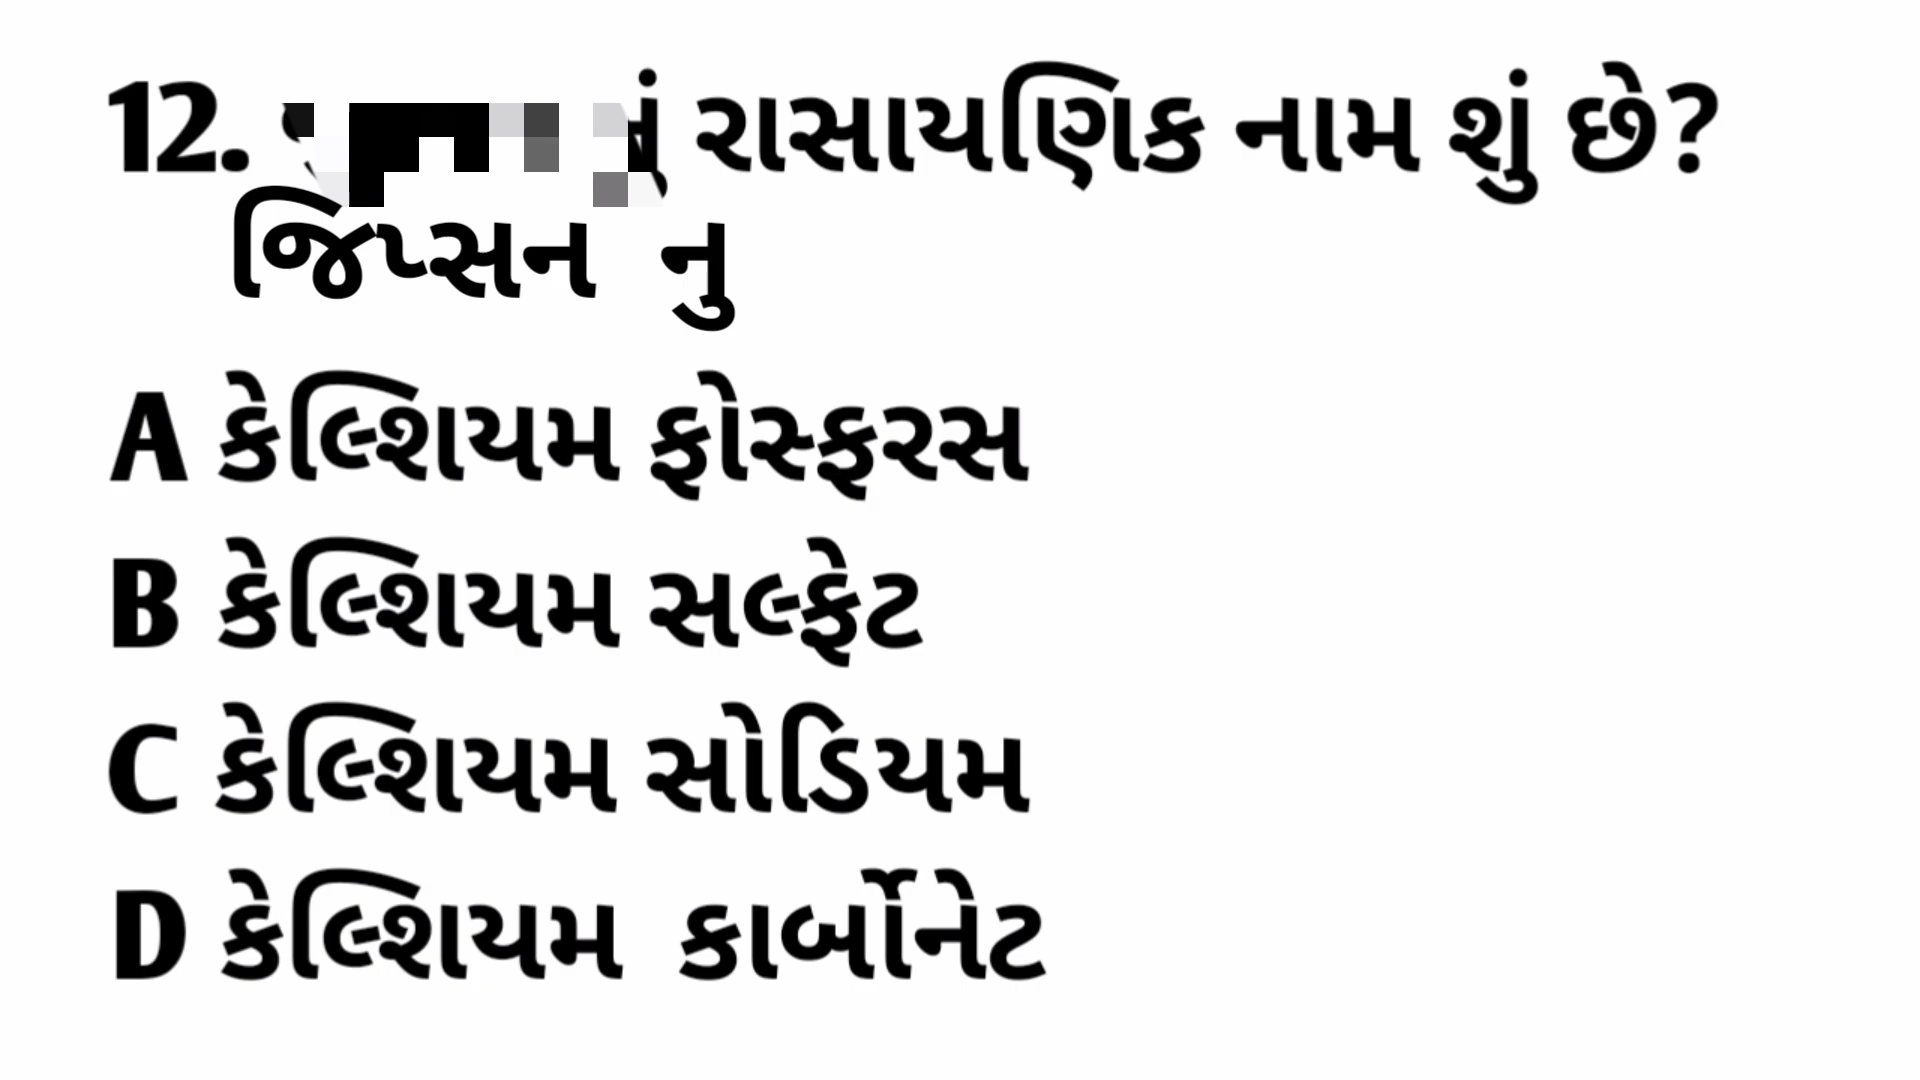 12. નું રાસાયણિક નામ શું છે?
જિપ્સન નુ
A કેલ્શિયમ ફોસ્ફરસ
B કેલ્શિયમ સલ્ફેટ
C કેલ્શિયમ સોડિયમ
D કેલ્શિયમ કાર્બોનેટ